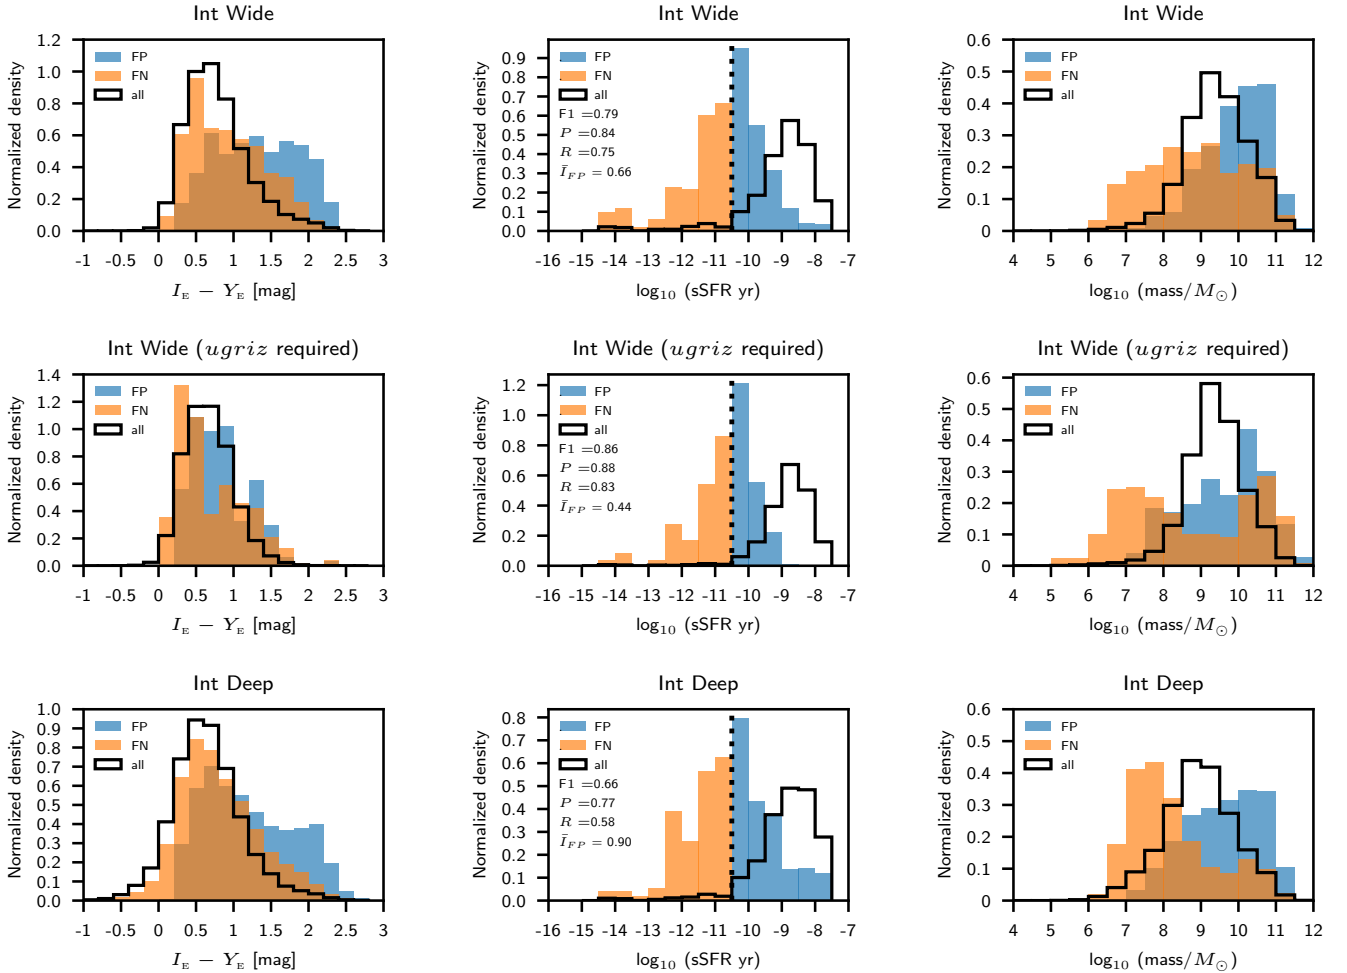 Int Wide
Normalized density
1.2
1.0
0.8
0.6
0.4
0.2
0.0
FP
FN
all
-1 -0.5 0 0.5 1 1.5 2 2.5 3
I_E − Y_E [mag]
Int Wide
Normalized density
0.9
0.8
0.7
0.6
0.5
0.4
0.3
0.2
0.1
0.0
FP
FN
all
F1 =0.79
P =0.84
R =0.75
Ī_FP = 0.66
-16 -15 -14 -13 -12 -11 -10 -9 -8 -7
log₁₀ (sSFR yr)
Int Wide
Normalized density
0.6
0.5
0.4
0.3
0.2
0.1
0
FP
FN
all
4 5 6 7 8 9 10 11 12
log₁₀ (mass/M⊙)
Int Wide (ugriz required)
Normalized density
1.4
1.2
1.0
0.8
0.6
0.4
0.2
0.0
FP
FN
all
-1 -0.5 0 0.5 1 1.5 2 2.5 3
I_E − Y_E [mag]
Int Wide (ugriz required)
Normalized density
1.2
1.0
0.8
0.6
0.4
0.2
0.0
FP
FN
all
F1 =0.86
P =0.88
R =0.83
Ī_FP = 0.44
-16 -15 -14 -13 -12 -11 -10 -9 -8 -7
log₁₀ (sSFR yr)
Int Wide (ugriz required)
Normalized density
0.6
0.5
0.4
0.3
0.2
0.1
0
FP
FN
all
4 5 6 7 8 9 10 11 12
log₁₀ (mass/M⊙)
Int Deep
Normalized density
1.0
0.9
0.8
0.7
0.6
0.5
0.4
0.3
0.2
0.1
0
FP
FN
all
-1 -0.5 0 0.5 1 1.5 2 2.5 3
I_E − Y_E [mag]
Int Deep
Normalized density
0.8
0.7
0.6
0.5
0.4
0.3
0.2
0.1
0.0
FP
FN
all
F1 =0.66
P =0.77
R =0.58
Ī_FP = 0.90
-16 -15 -14 -13 -12 -11 -10 -9 -8 -7
log₁₀ (sSFR yr)
Int Deep
Normalized density
0.6
0.5
0.4
0.3
0.2
0.1
0
FP
FN
all
4 5 6 7 8 9 10 11 12
log₁₀ (mass/M⊙)